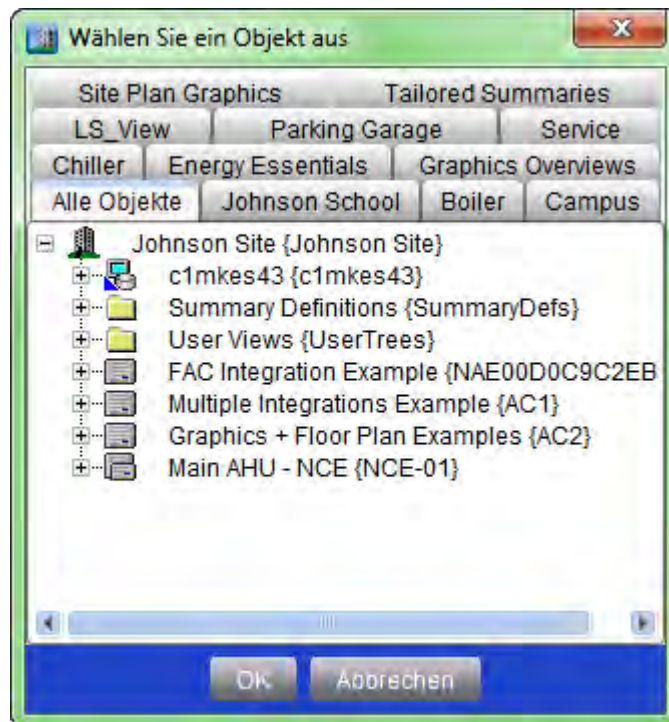 Wählen Sie ein Objekt aus
Site Plan Graphics Tailored Summaries
LS_View Parking Garage Service
Chiller Energy Essentials Graphics Overviews
Alle Objekte Johnson School Boiler Campus
Johnson Site {Johnson Site}
c1mkes43 {c1mkes43}
Summary Definitions {SummaryDefs}
User Views {UserTrees}
FAC Integration Example {NAE00D0C9C2EB
Multiple Integrations Example {AC1}
Graphics + Floor Plan Examples {AC2}
Main AHU - NCE {NCE-01}
OK Abbrechen